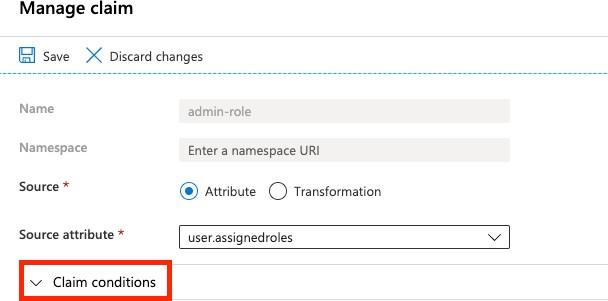 Manage claim
Save Discard changes
Name admin-role
Namespace Enter a namespace URI
Source * Attribute Transformation
Source attribute * user.assignedroles
Claim conditions